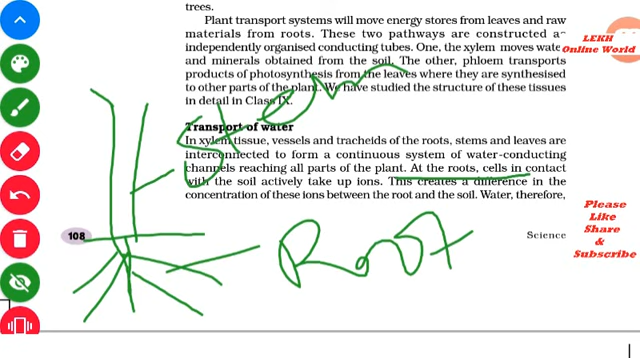 trees.
Plant transport systems will move energy stores from leaves and raw
materials from roots. These two pathways are constructed as
independently organised conducting tubes. One, the xylem moves water
and minerals obtained from the soil. The other, phloem transports
products of photosynthesis from the leaves where they are synthesised
to other parts of the plant. We have studied the structure of these tissues
in detail in Class IX.
Transport of water
In xylem tissue, vessels and tracheids of the roots, stems and leaves are
interconnected to form a continuous system of water-conducting
channels reaching all parts of the plant. At the roots, cells in contact
with the soil actively take up ions. This creates a difference in the
concentration of these ions between the root and the soil. Water, therefore,
108
Science
Stem
Root
LEKH
Online World
Please
Like
Share
&
Subscribe